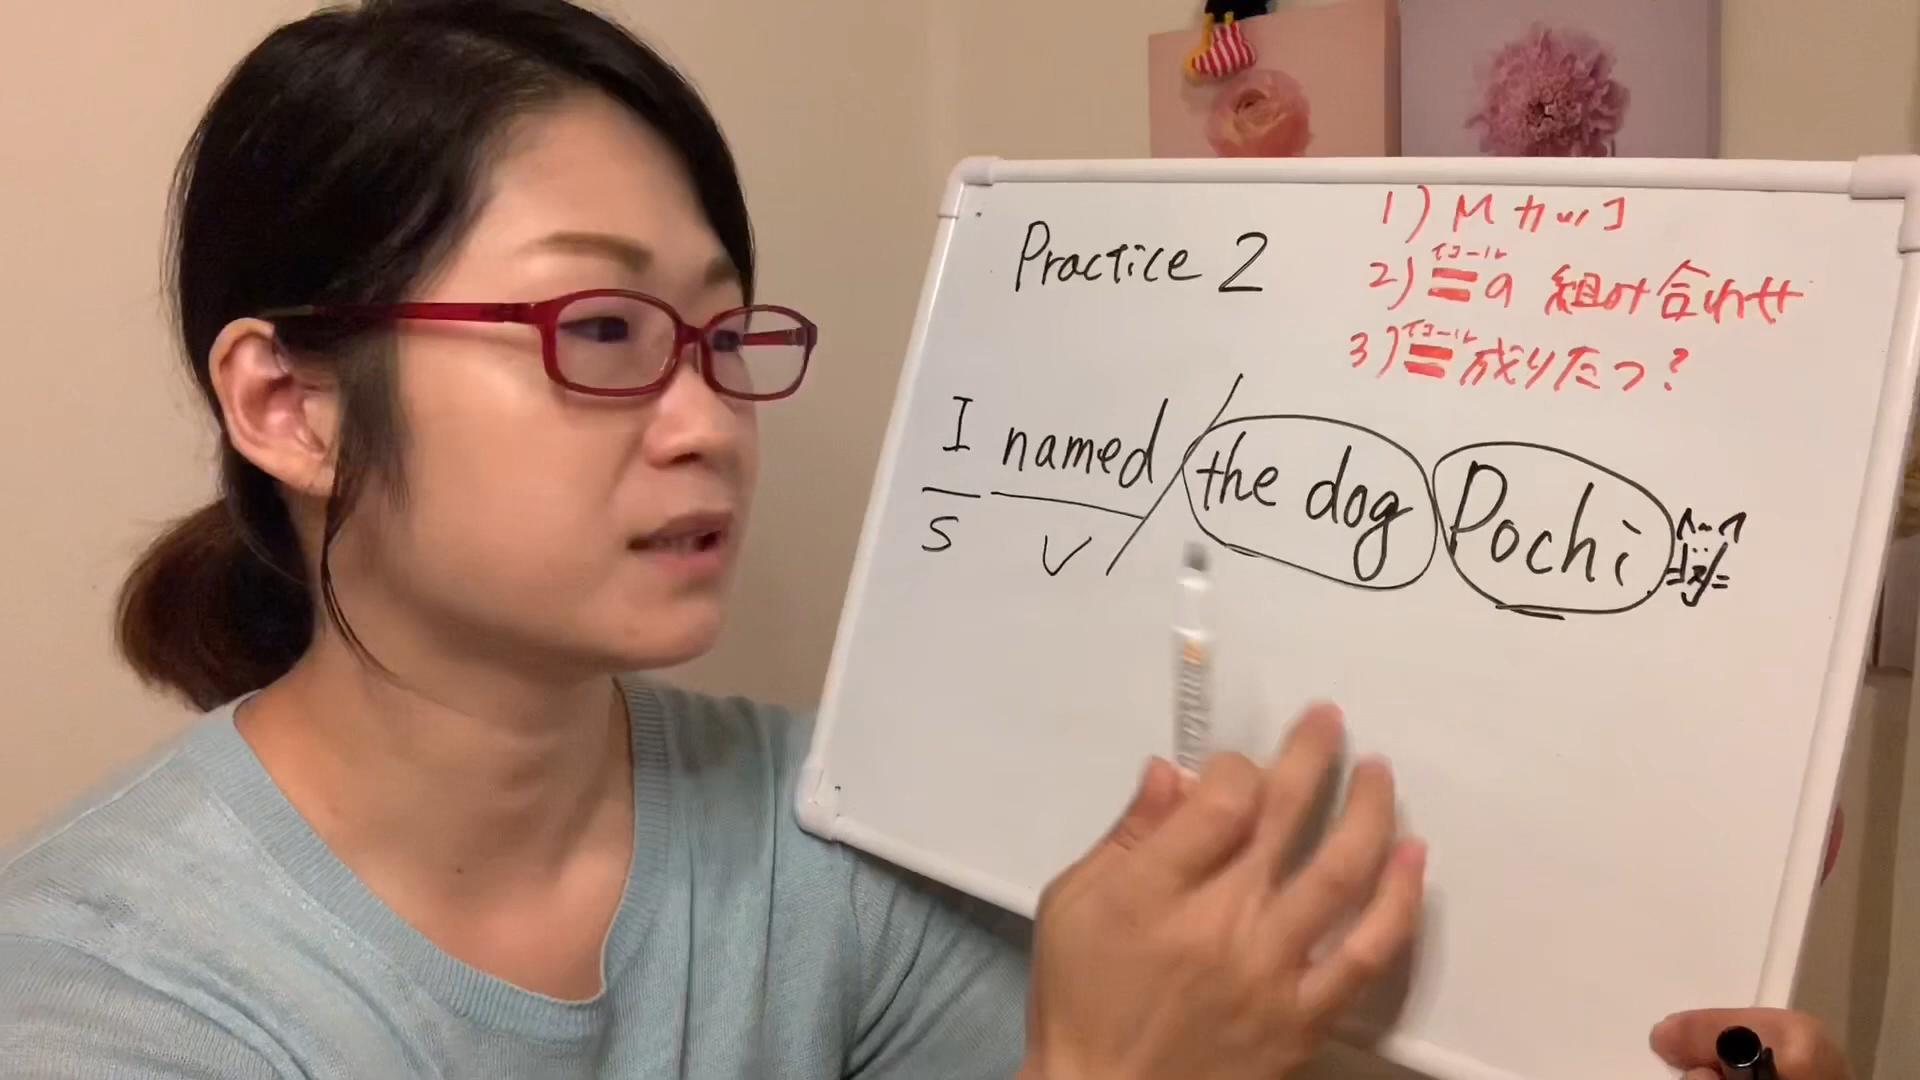 Practice 2
1) M カッコ
イコール
2) = の 組み合わせ
イコール
3) = 成りたつ?
I named / the dog Pochi
S V